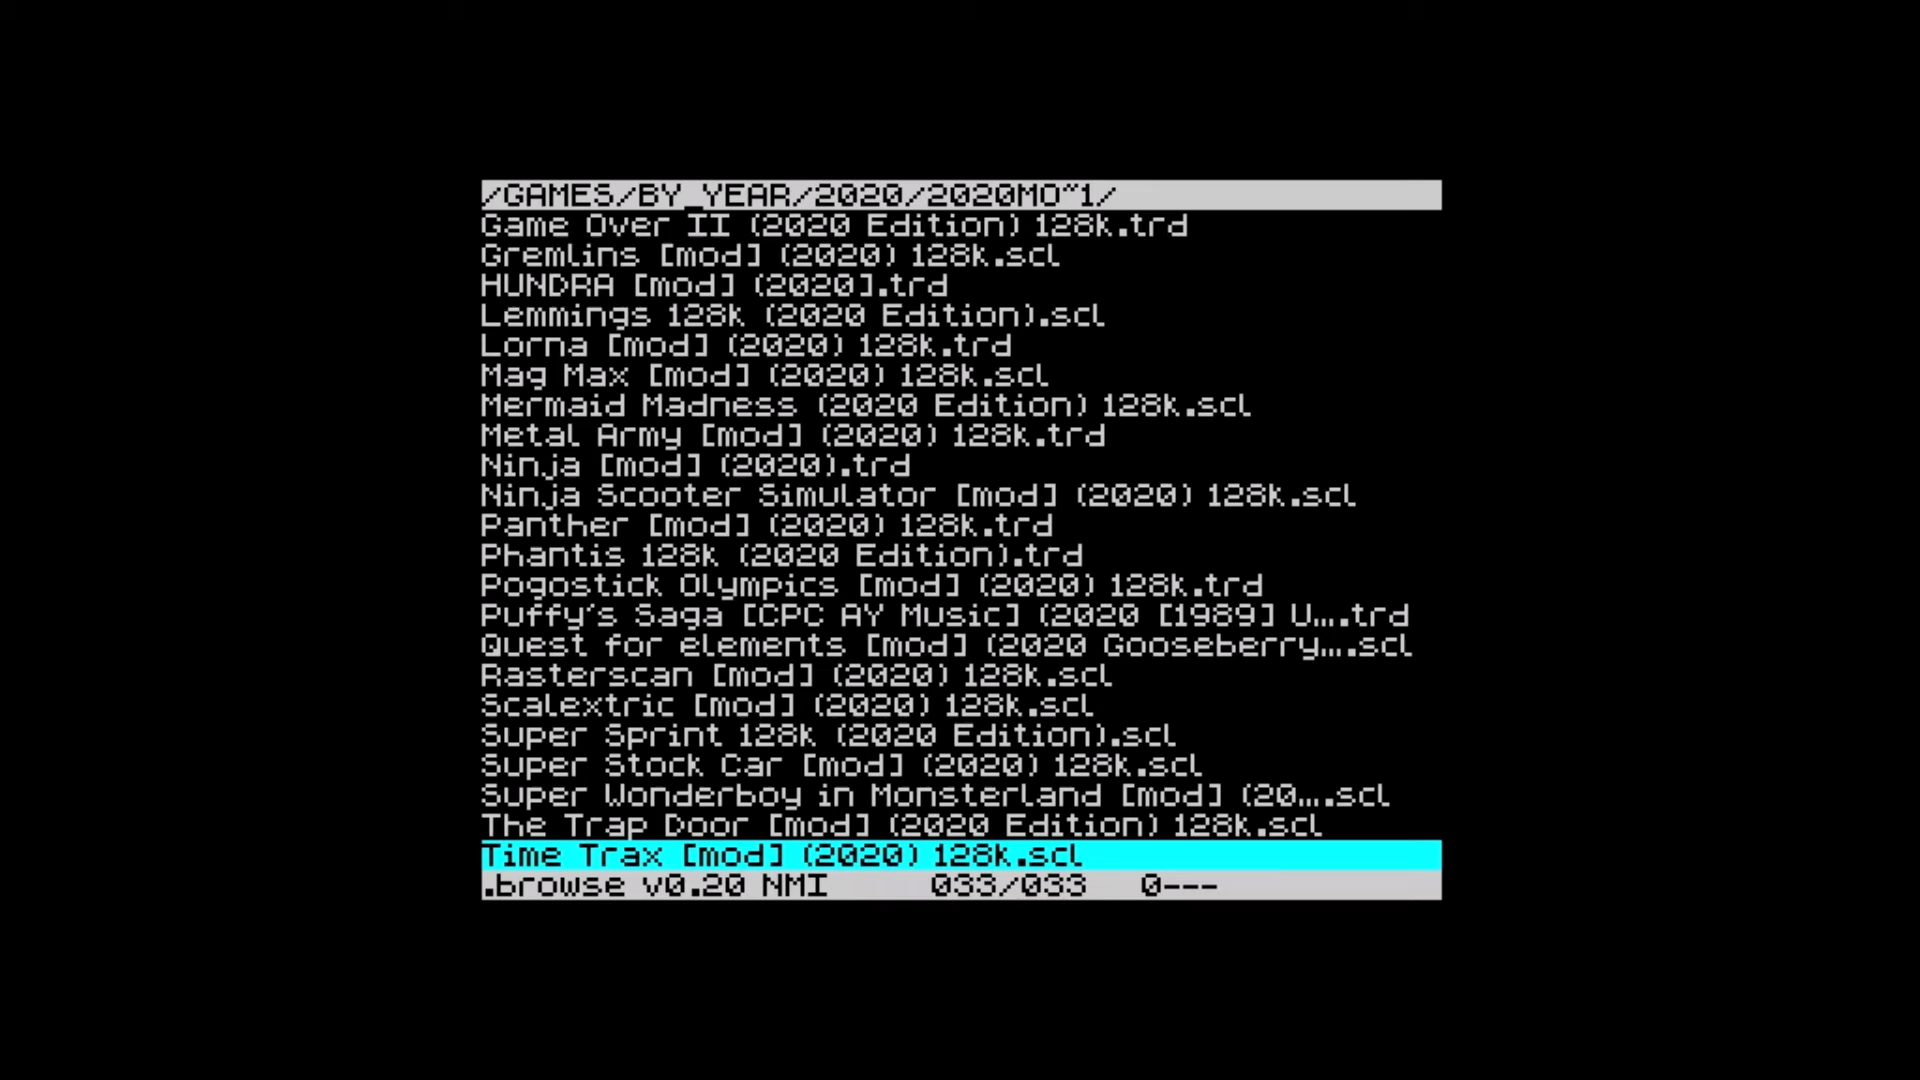 /GAMES/BY_YEAR/2020/2020MO~1/
Game Over II (2020 Edition) 128k.trd
Gremlins [mod] (2020) 128k.scl
HUNDRA [mod] (2020].trd
Lemmings 128k (2020 Edition).scl
Lorna [mod] (2020) 128k.trd
Mag Max [mod] (2020) 128k.scl
Mermaid Madness (2020 Edition) 128k.scl
Metal Army [mod] (2020) 128k.trd
Ninja [mod] (2020).trd
Ninja Scooter Simulator [mod] (2020) 128k.scl
Panther [mod] (2020) 128k.trd
Phantis 128k (2020 Edition).trd
Pogostick Olympics [mod] (2020) 128k.trd
Puffy's Saga [CPC AY Music] (2020 [1989] U….trd
Quest for elements [mod] (2020 Gooseberry….scl
Rasterscan [mod] (2020) 128k.scl
Scalextric [mod] (2020) 128k.scl
Super Sprint 128k (2020 Edition).scl
Super Stock Car [mod] (2020) 128k.scl
Super Wonderboy in Monsterland [mod] (20….scl
The Trap Door [mod] (2020 Edition) 128k.scl
Time Trax [mod] (2020) 128k.scl
.browse v0.20 NMI 033/033 0---